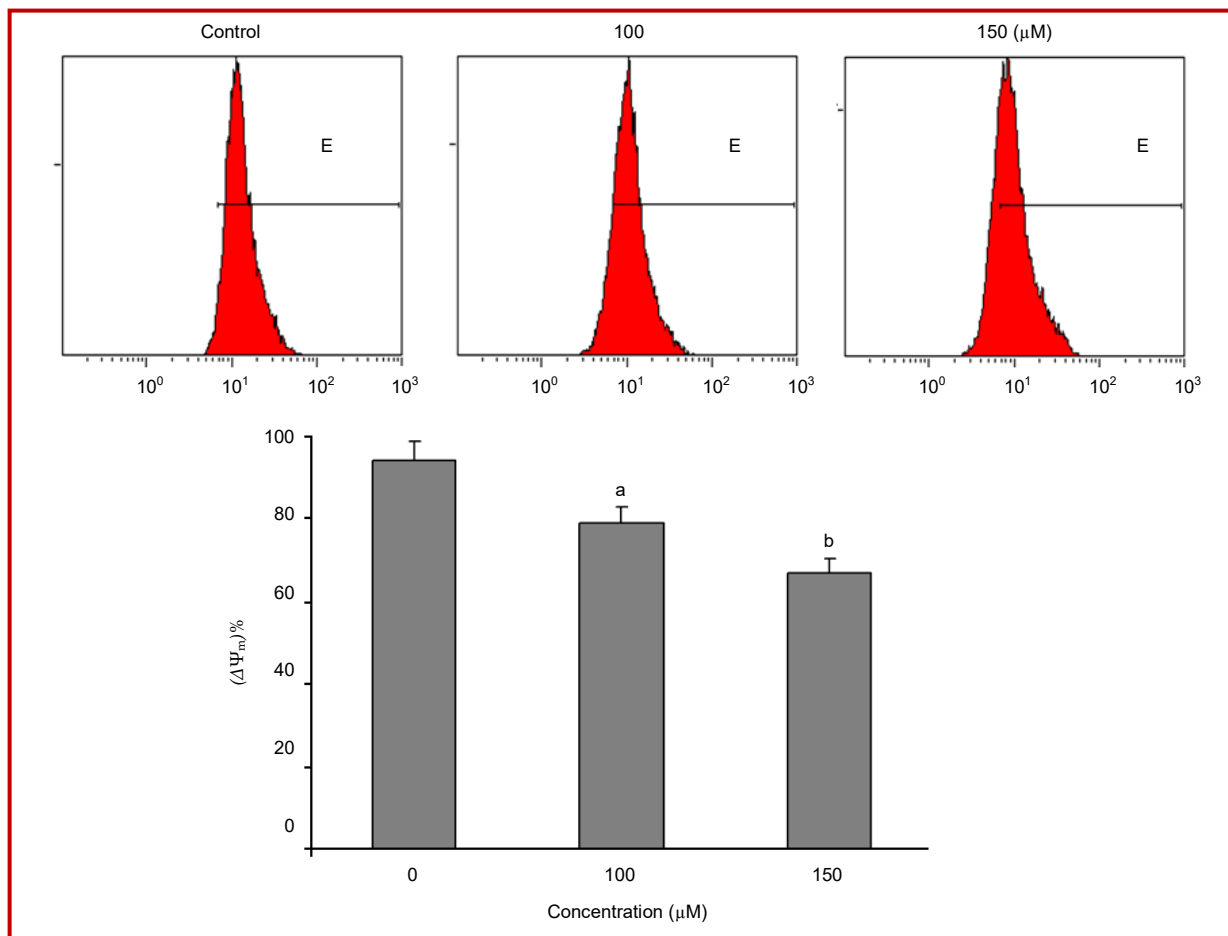 Control 100 150 (μM)
E E E
10⁰ 10¹ 10² 10³ 10⁰ 10¹ 10² 10³ 10⁰ 10¹ 10² 10³
100
80
60
40
20
0
(ΔΨₘ)%
a
b
0 100 150
Concentration (μM)